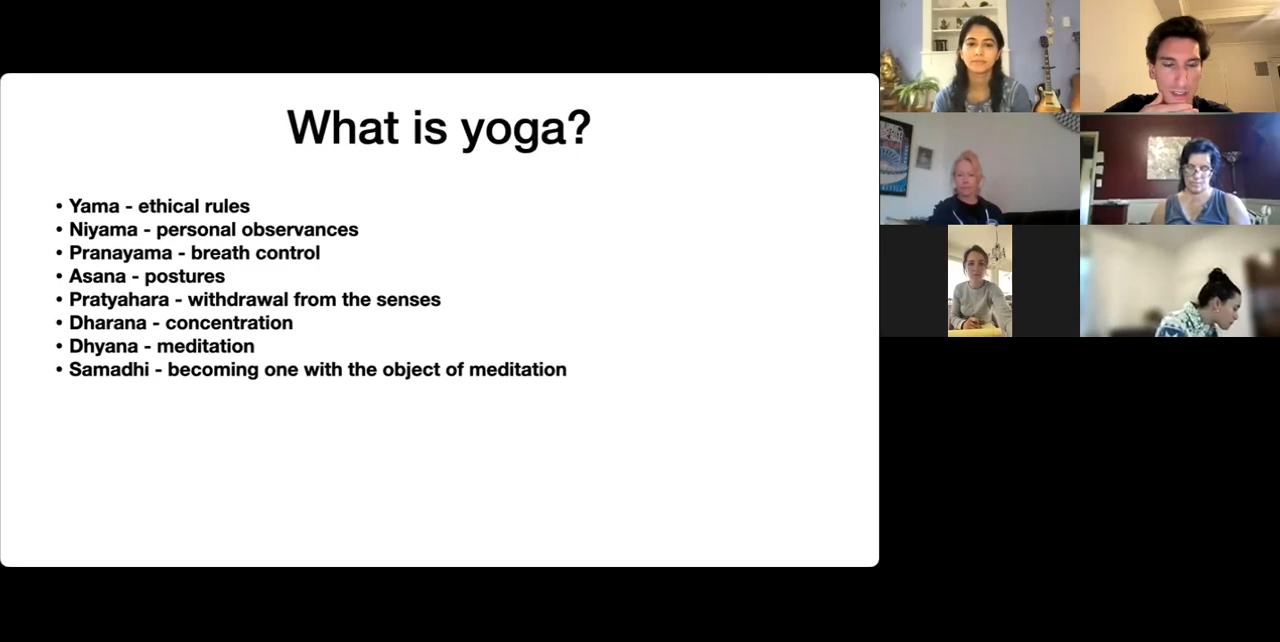 What is yoga?
• Yama - ethical rules
• Niyama - personal observances
• Pranayama - breath control
• Asana - postures
• Pratyahara - withdrawal from the senses
• Dharana - concentration
• Dhyana - meditation
• Samadhi - becoming one with the object of meditation